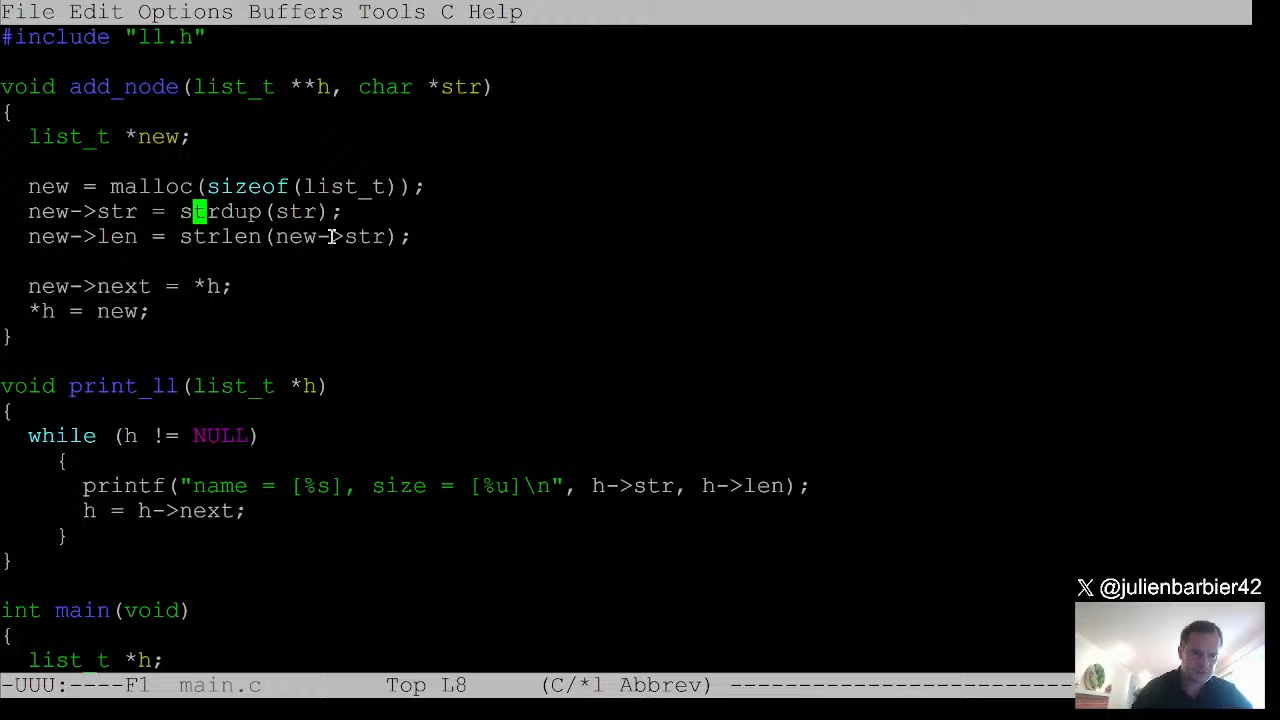 File Edit Options Buffers Tools C Help
#include "ll.h"
void add_node(list_t **h, char *str)
{
  list_t *new;
  new = malloc(sizeof(list_t));
  new->str = strdup(str);
  new->len = strlen(new->str);
  new->next = *h;
  *h = new;
}
void print_ll(list_t *h)
{
  while (h != NULL)
    {
      printf("name = [%s], size = [%u]\n", h->str, h->len);
      h = h->next;
    }
}
𝕏 @julienbarbier42
int main(void)
{
  list_t *h;
-UUU:----F1  main.c         Top L8     (C/*l Abbrev) -------------------------